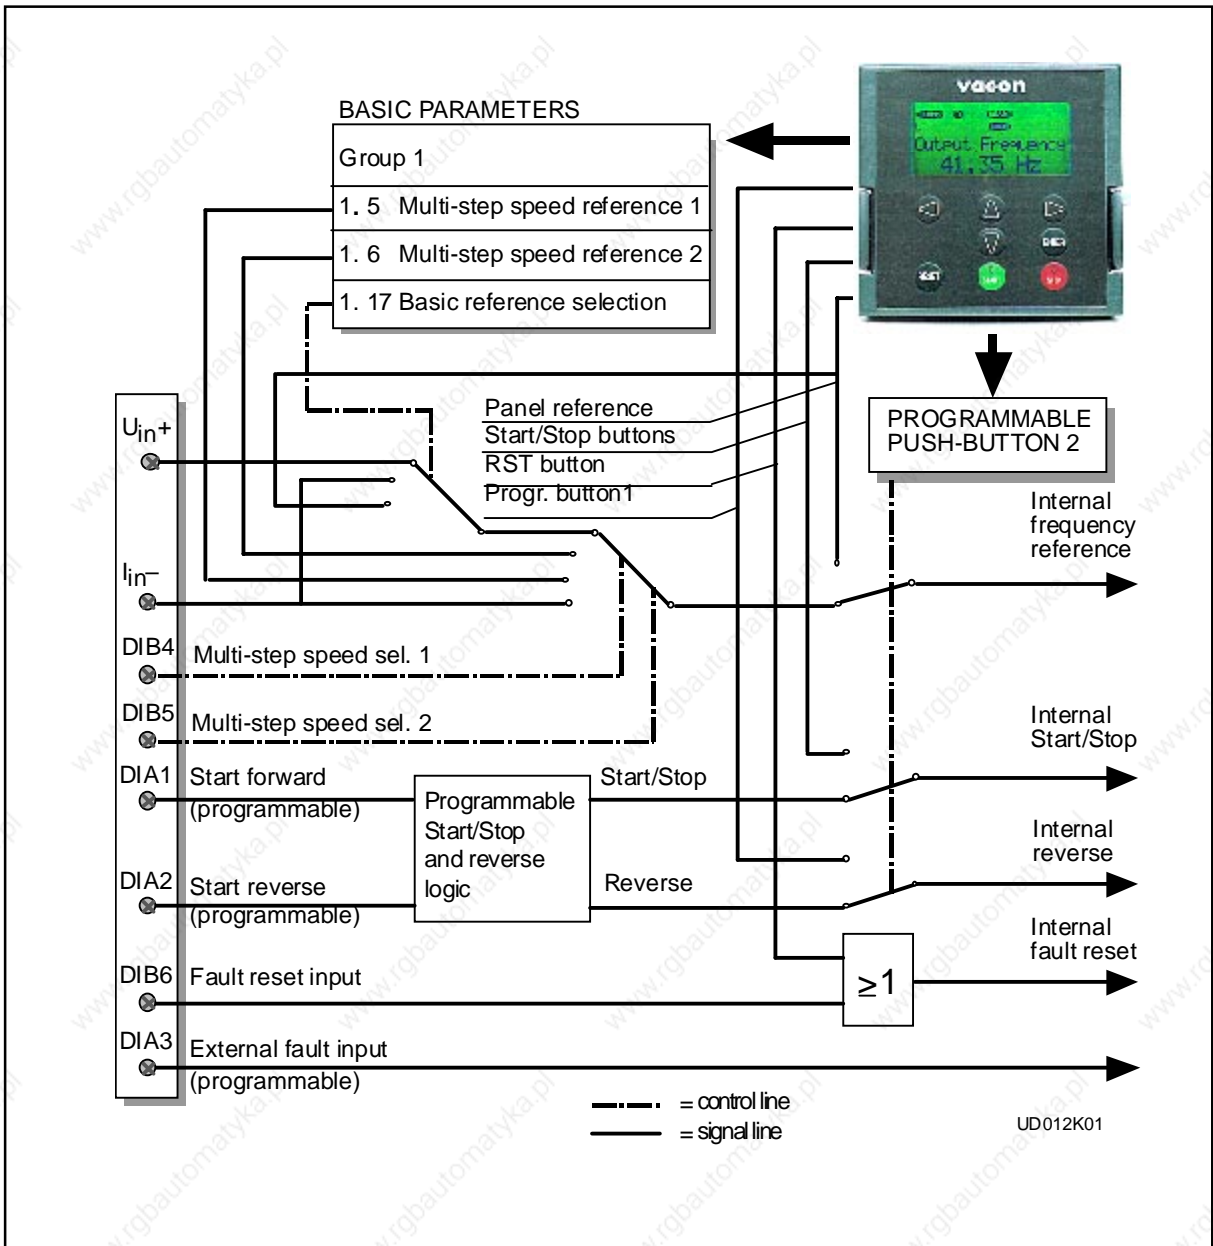 vacon
Output Frequency
41.35 Hz
BASIC PARAMETERS
Group 1
1. 5 Multi-step speed reference 1
1. 6 Multi-step speed reference 2
1. 17 Basic reference selection
PROGRAMMABLE
PUSH-BUTTON 2
Panel reference
Start/Stop buttons
RST button
Progr. button1
Uin+
Iin–
DIB4
Multi-step speed sel. 1
DIB5
Multi-step speed sel. 2
DIA1
Start forward
(programmable)
DIA2
Start reverse
(programmable)
DIB6
Fault reset input
DIA3
External fault input
(programmable)
Programmable
Start/Stop
and reverse
logic
Start/Stop
Reverse
≥1
Internal
frequency
reference
Internal
Start/Stop
Internal
reverse
Internal
fault reset
= control line
= signal line
UD012K01
www.rgbautomatyka.pl